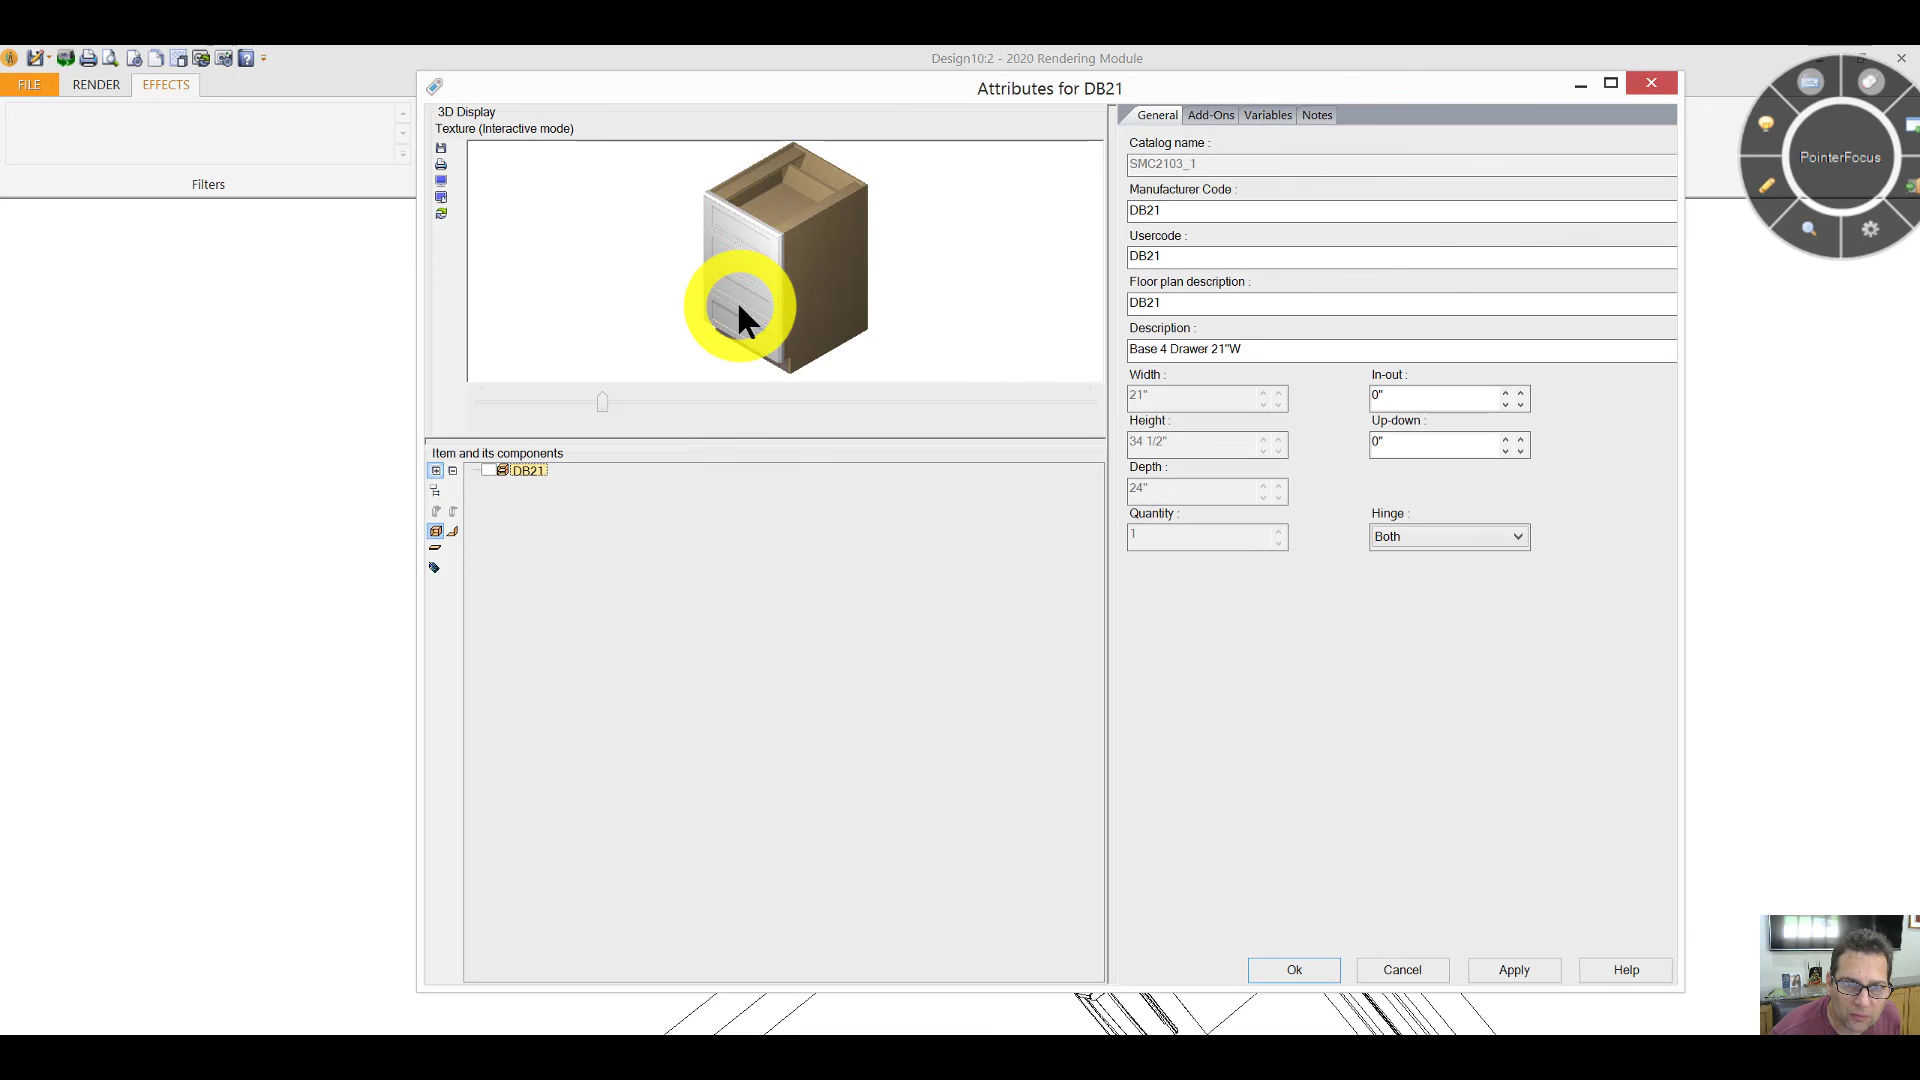 Design10:2 - 2020 Rendering Module
FILE
RENDER
EFFECTS
Filters
Attributes for DB21
3D Display
Texture (Interactive mode)
Item and its components
DB21
General
Add-Ons
Variables
Notes
Catalog name :
SMC2103_1
Manufacturer Code :
DB21
Usercode :
DB21
Floor plan description :
DB21
Description :
Base 4 Drawer 21"W
Width :
In-out :
21"
0"
Height :
Up-down :
34 1/2"
0"
Depth :
24"
Quantity :
Hinge :
1
Both
Ok
Cancel
Apply
Help
PointerFocus